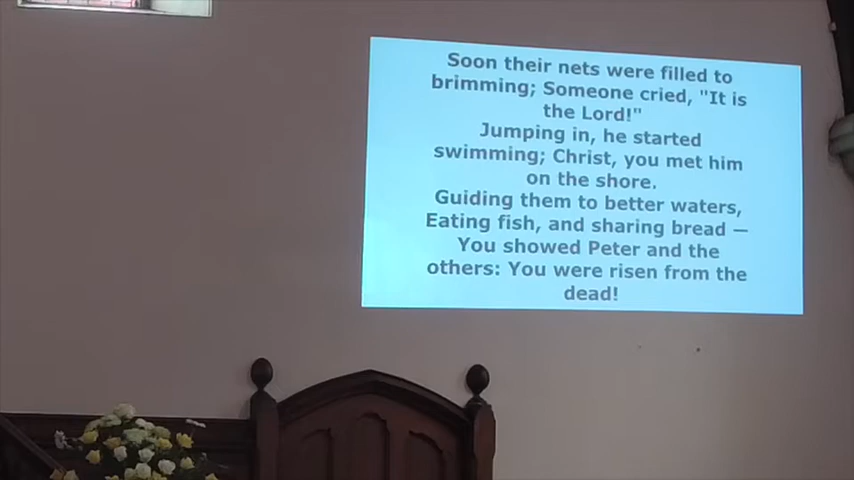 Soon their nets were filled to
brimming; Someone cried, "It is
the Lord!"
Jumping in, he started
swimming; Christ, you met him
on the shore.
Guiding them to better waters,
Eating fish, and sharing bread —
You showed Peter and the
others: You were risen from the
dead!